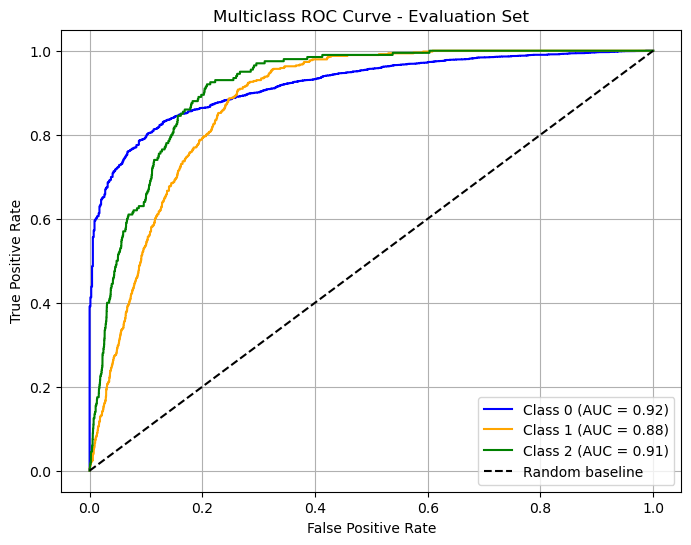 Multiclass ROC Curve - Evaluation Set
True Positive Rate
1.0
0.8
0.6
0.4
0.2
0.0
0.0 0.2 0.4 0.6 0.8 1.0
False Positive Rate
Class 0 (AUC = 0.92)
Class 1 (AUC = 0.88)
Class 2 (AUC = 0.91)
Random baseline